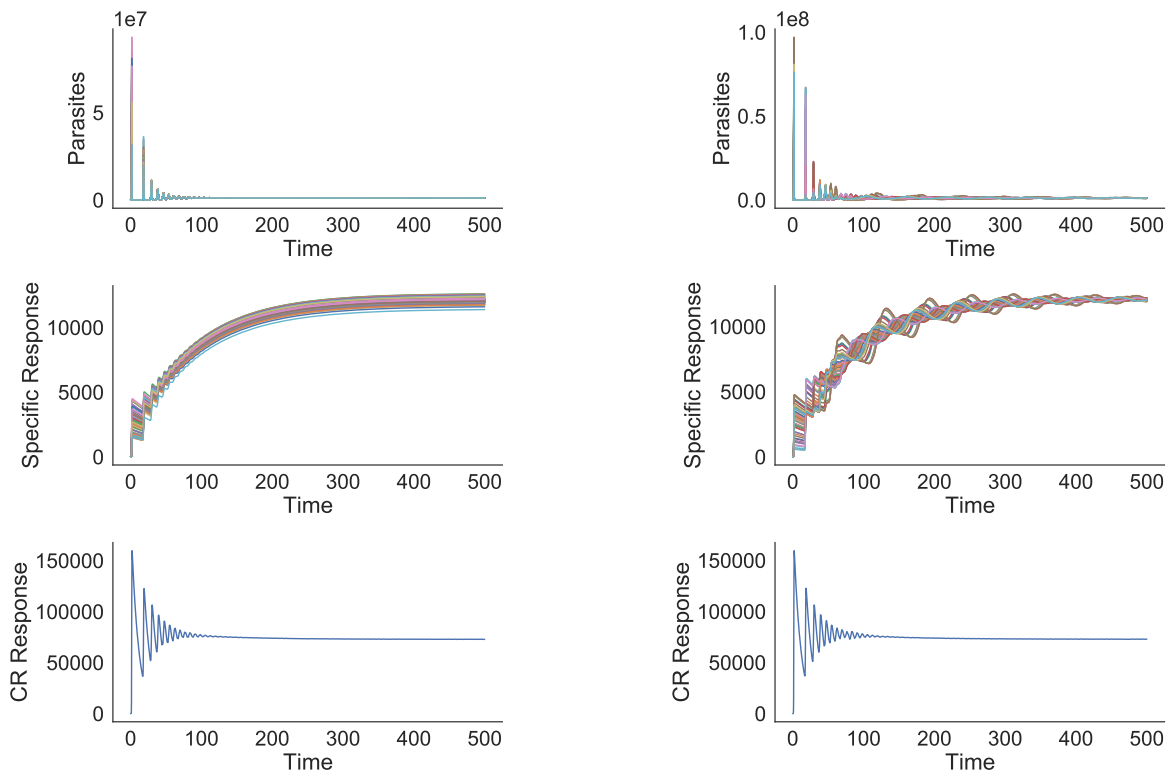 1e7
Parasites
5
0
0 100 200 300 400 500
Time
1e8
Parasites
1.0
0.5
0.0
0 100 200 300 400 500
Time
Specific Response
10000
5000
0
0 100 200 300 400 500
Time
Specific Response
10000
5000
0
0 100 200 300 400 500
Time
CR Response
150000
100000
50000
0
0 100 200 300 400 500
Time
CR Response
150000
100000
50000
0
0 100 200 300 400 500
Time